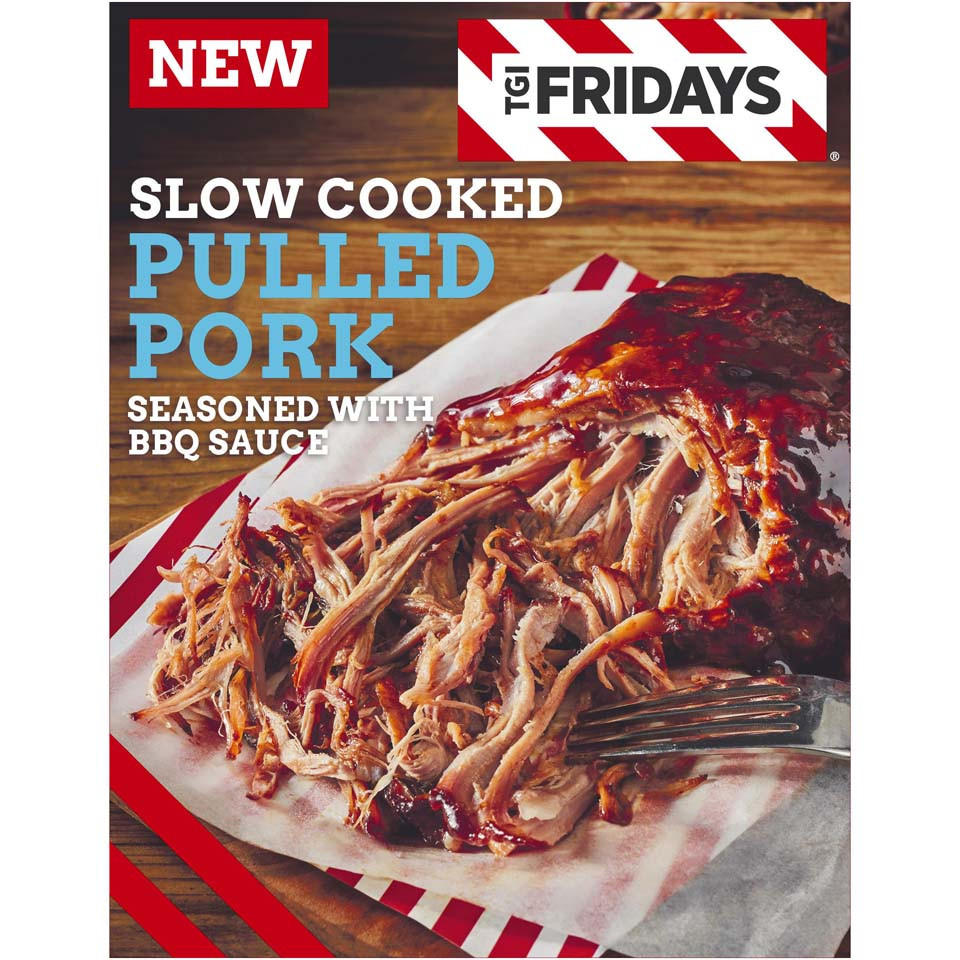 NEW
TGI FRIDAYS
®
SLOW COOKED
PULLED
PORK
SEASONED WITH
BBQ SAUCE